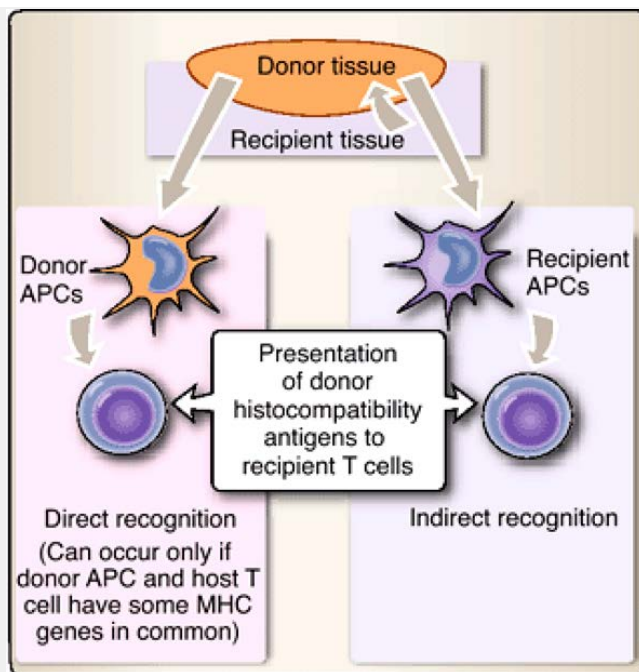 Donor tissue
Recipient tissue
Donor
APCs
Recipient
APCs
Presentation
of donor
histocompatibility
antigens to
recipient T cells
Direct recognition
(Can occur only if
donor APC and host T
cell have some MHC
genes in common)
Indirect recognition